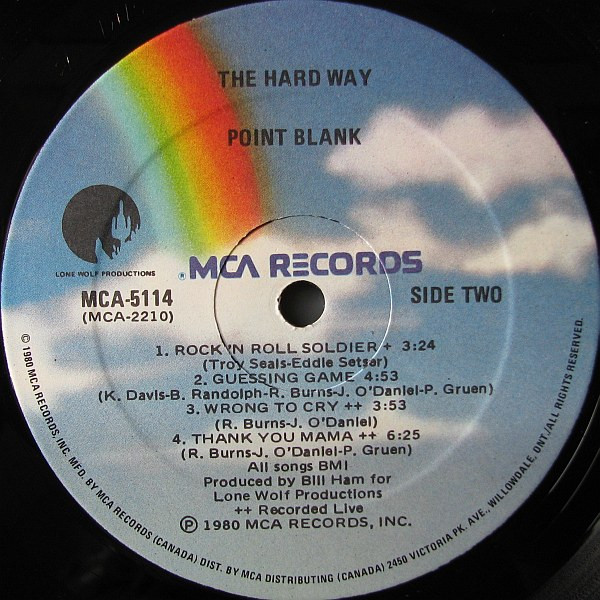 THE HARD WAY
POINT BLANK
LONE WOLF PRODUCTIONS
®MCA RECORDS
MCA-5114
(MCA-2210)
SIDE TWO
1. ROCK'N ROLL SOLDIER + 3:24
(Troy Seals-Eddie Setser)
2. GUESSING GAME 4:53
(K. Davis-B. Randolph-R. Burns-J. O'Daniel-P. Gruen)
3. WRONG TO CRY ++ 3:53
(R. Burns-J. O'Daniel)
4. THANK YOU MAMA ++ 6:25
(R. Burns-J. O'Daniel-P. Gruen)
All songs BMI
Produced by Bill Ham for
Lone Wolf Productions
++ Recorded Live
℗ 1980 MCA RECORDS, INC.
© 1980 MCA RECORDS, INC. MFD. BY MCA RECORDS (CANADA) DIST. BY MCA DISTRIBUTING (CANADA) 2450 VICTORIA PK. AVE., WILLOWDALE, ONT./ALL RIGHTS RESERVED.